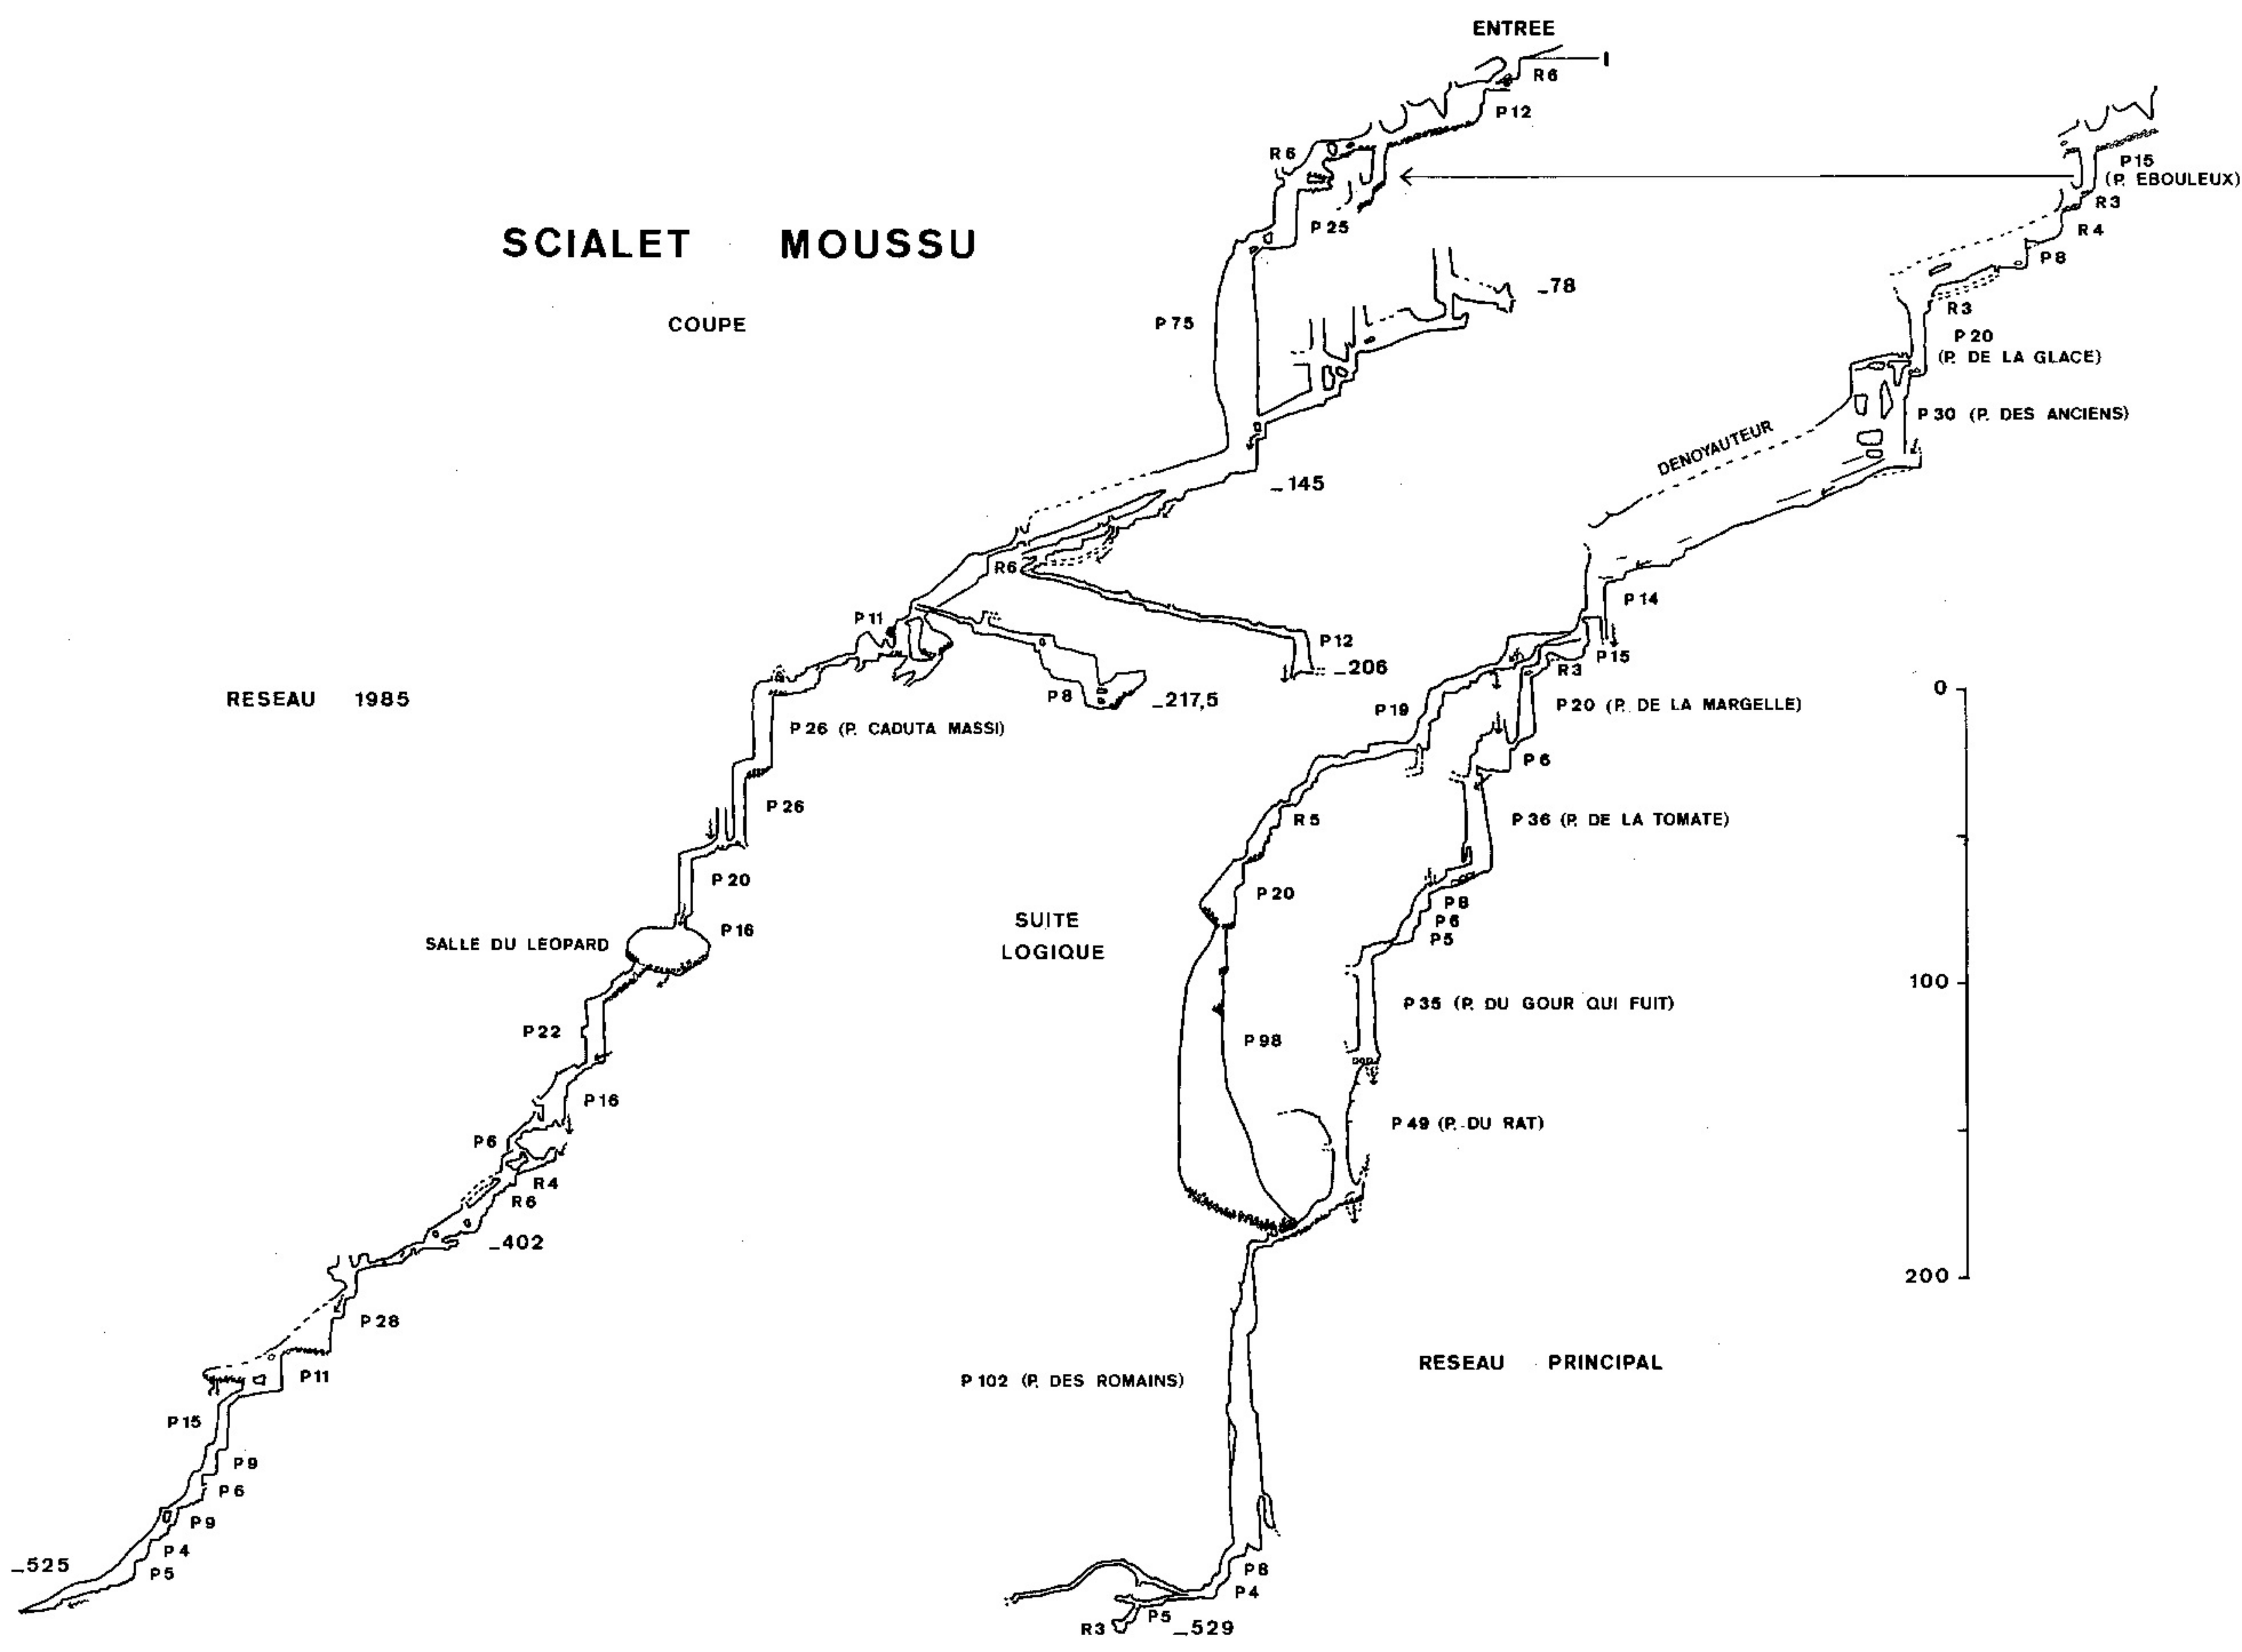 ENTREE
I
R6
P12
R6
P25
P15
(P. EBOULEUX)
R3
R4
P8
R3
P20
(P. DE LA GLACE)
P30 (P. DES ANCIENS)
SCIALET MOUSSU
COUPE
P75
_78
DENOYAUTEUR
_145
R6
P12
_206
P11
P8
_217,5
P14
P15
R3
P20 (P. DE LA MARGELLE)
P19
P6
RESEAU 1985
P26 (P. CADUTA MASSI)
P26
P20
P16
SALLE DU LEOPARD
R5
P20
P36 (P. DE LA TOMATE)
P8
P6
P5
SUITE
LOGIQUE
P35 (P. DU GOUR QUI FUIT)
P98
P49 (P. DU RAT)
0
100
200
P22
P16
P6
R4
R6
_402
P28
P11
P15
P9
P6
P9
P4
P5
_525
RESEAU PRINCIPAL
P102 (P. DES ROMAINS)
P8
P4
P5
R3
_529